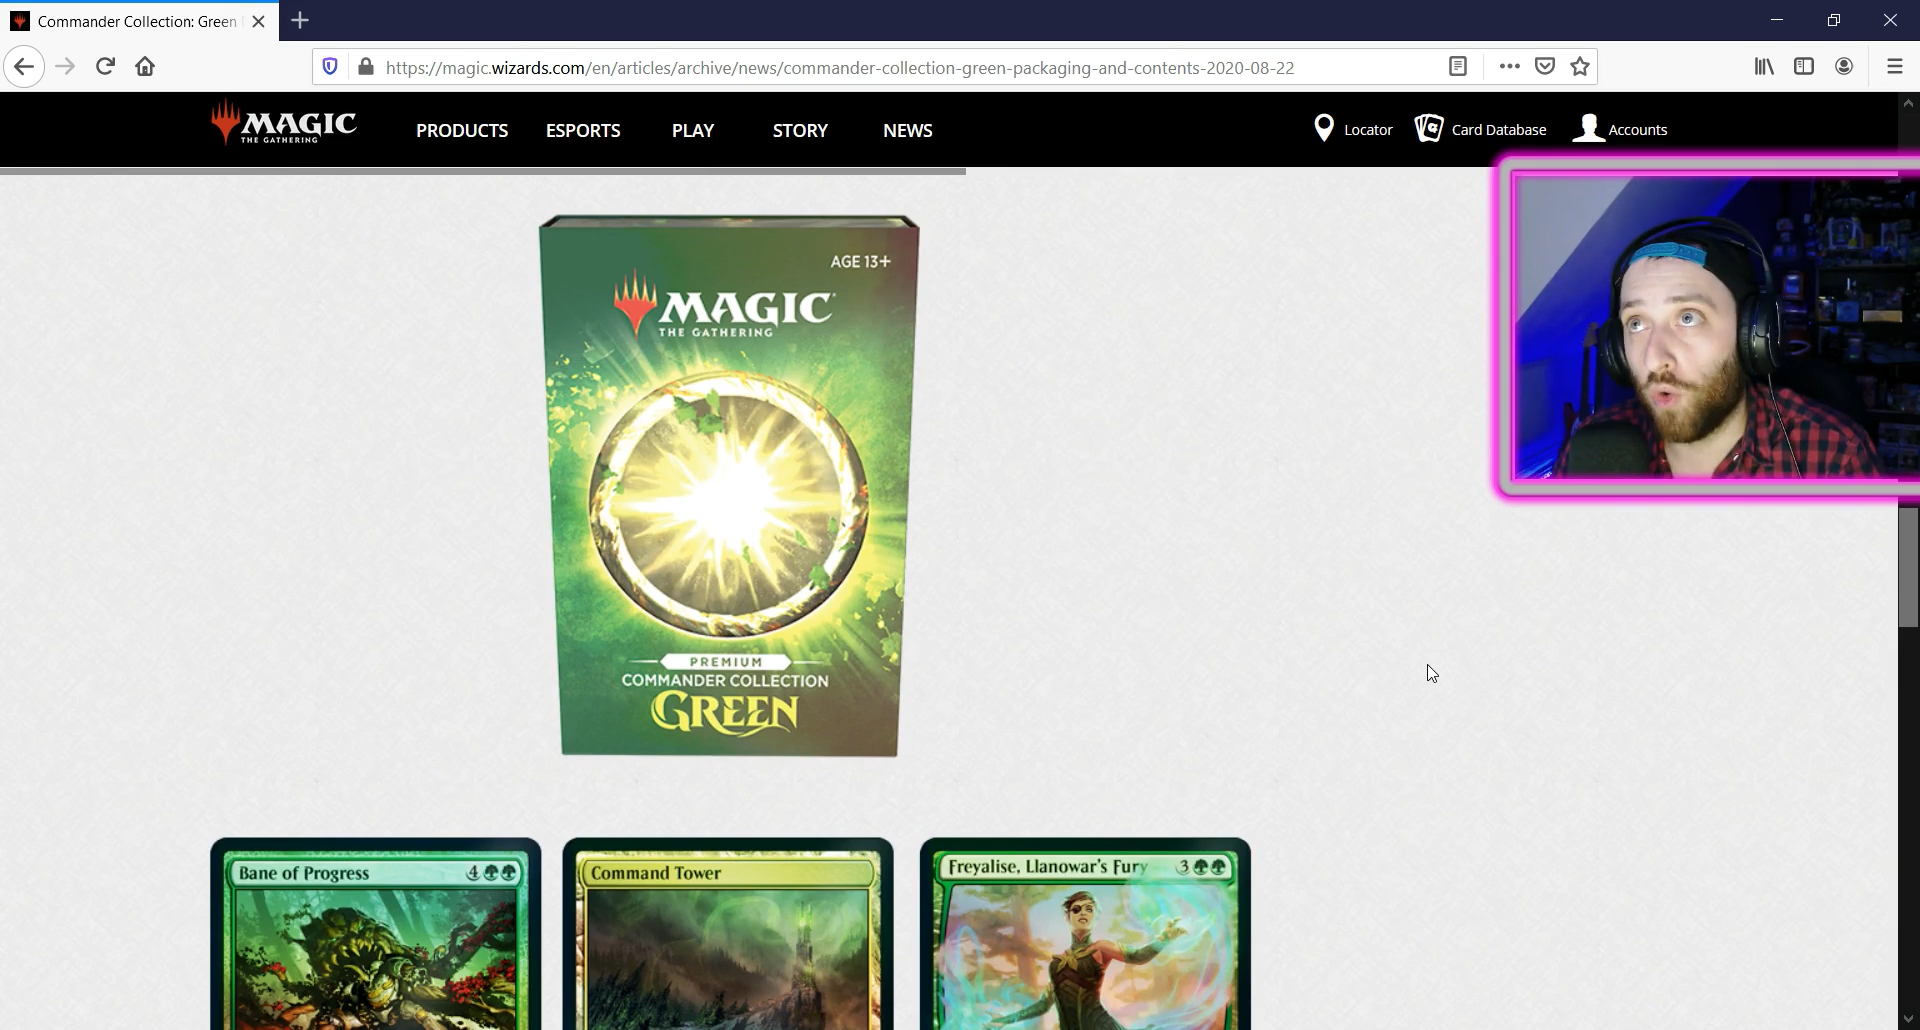 Commander Collection: Green
https://magic.wizards.com/en/articles/archive/news/commander-collection-green-packaging-and-contents-2020-08-22
MAGIC
THE GATHERING
PRODUCTS
ESPORTS
PLAY
STORY
NEWS
Locator
Card Database
Accounts
AGE 13+
MAGIC
THE GATHERING
PREMIUM
COMMANDER COLLECTION
GREEN
Bane of Progress 4
Command Tower
Freyalise, Llanowar's Fury 3